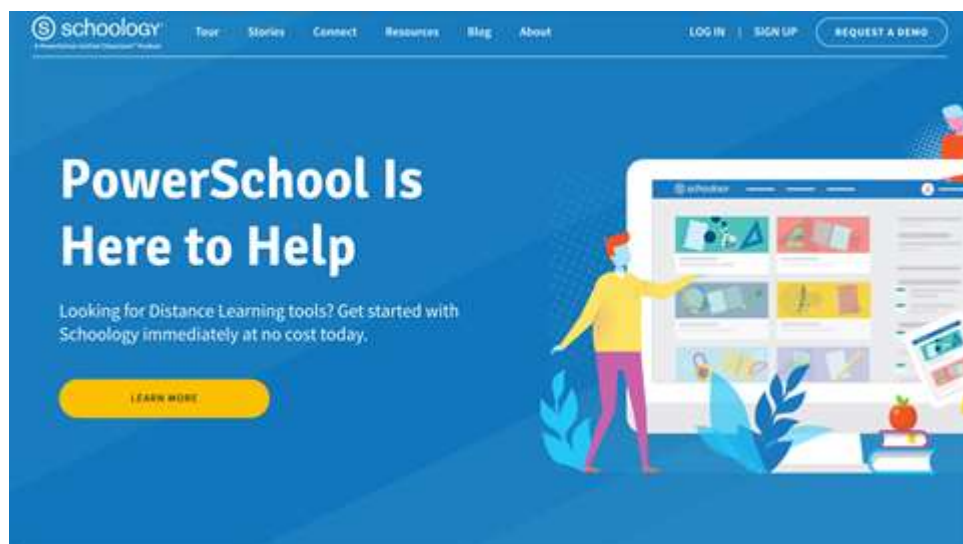 schoology
Tour Stories Connect Resources Blog About LOG IN | SIGN UP REQUEST A DEMO
PowerSchool Is
Here to Help
Looking for Distance Learning tools? Get started with
Schoology immediately at no cost today.
LEARN MORE
schoology